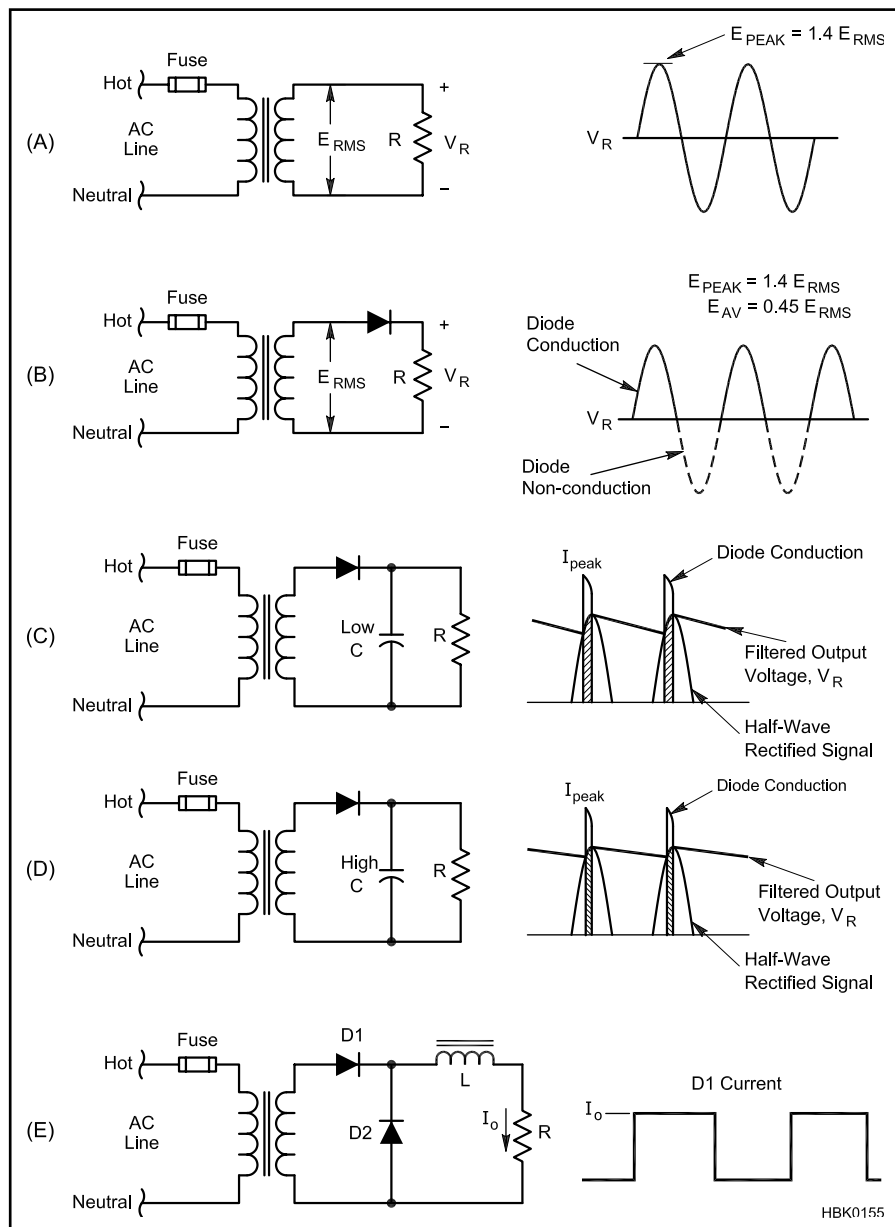 E PEAK = 1.4 E RMS
Fuse
Hot
+
(A)
AC
Line
E RMS
R
V R
V R
Neutral
–
E PEAK = 1.4 E RMS
E AV = 0.45 E RMS
Fuse
Hot
+
Diode
Conduction
(B)
AC
Line
E RMS
R
V R
V R
Neutral
–
Diode
Non-conduction
Fuse
Hot
I peak
Diode Conduction
(C)
AC
Line
Low
C
R
Filtered Output
Voltage, V R
Neutral
Half-Wave
Rectified Signal
Fuse
Hot
I peak
Diode Conduction
(D)
AC
Line
High
C
R
Filtered Output
Voltage, V R
Neutral
Half-Wave
Rectified Signal
Fuse
D1
Hot
L
D1 Current
I o
(E)
AC
Line
D2
I o
R
Neutral
HBK0155